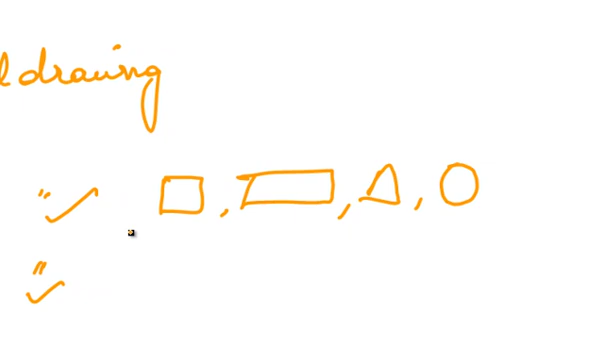 drawing
" ✓ □, ▭, △, ○
" ✓